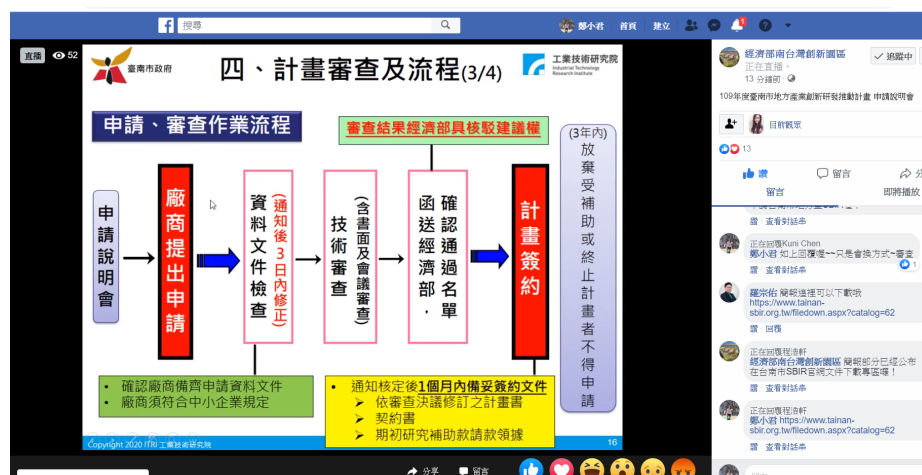 搜尋
鄭小君 首頁 建立
1
直播 52
臺南市政府
四、計畫審查及流程(3/4)
工業技術研究院
Industrial Technology
Research Institute
申請、審查作業流程
審查結果經濟部具核駁建議權
申請說明會
廠商提出申請
資料文件檢查
(通知後3日內修正)
技術審查
(含書面及會議審查)
確認通過名單
函送經濟部，
計畫簽約
(3年內)
放棄受補助或終止計畫者不得申請
• 確認廠商備齊申請資料文件
• 廠商須符合中小企業規定
• 通知核定後1個月內備妥簽約文件
➢ 依審查決議修訂之計畫書
➢ 契約書
➢ 期初研究補助款請款領據
Copyright 2020 ITRI 工業技術研究院
16
分享 留言
經濟部南台灣創新園區
正在直播。
13 分鐘前
追蹤中
109年度臺南市地方產業創新研發推動計畫 申請說明會
目前觀眾
13
讚 留言 分
留言 即將播放
讚 查看對話串
正在回覆Kuni Chen
鄭小君 如上回覆喔~~只是會換方式~審查
1
讚 查看對話串
羅宗佑 簡報這裡可以下載哦
https://www.tainan-
sbir.org.tw/filedown.aspx?catalog=62
讚 回覆
正在回覆程浩軒
經濟部南台灣創新園區 簡報部分已經公布
在台南市SBIR官網文件下載專區喔！
讚 查看對話串
正在回覆程浩軒
鄭小君 https://www.tainan-
sbir.org.tw/filedown.aspx?catalog=62
讚 查看對話串